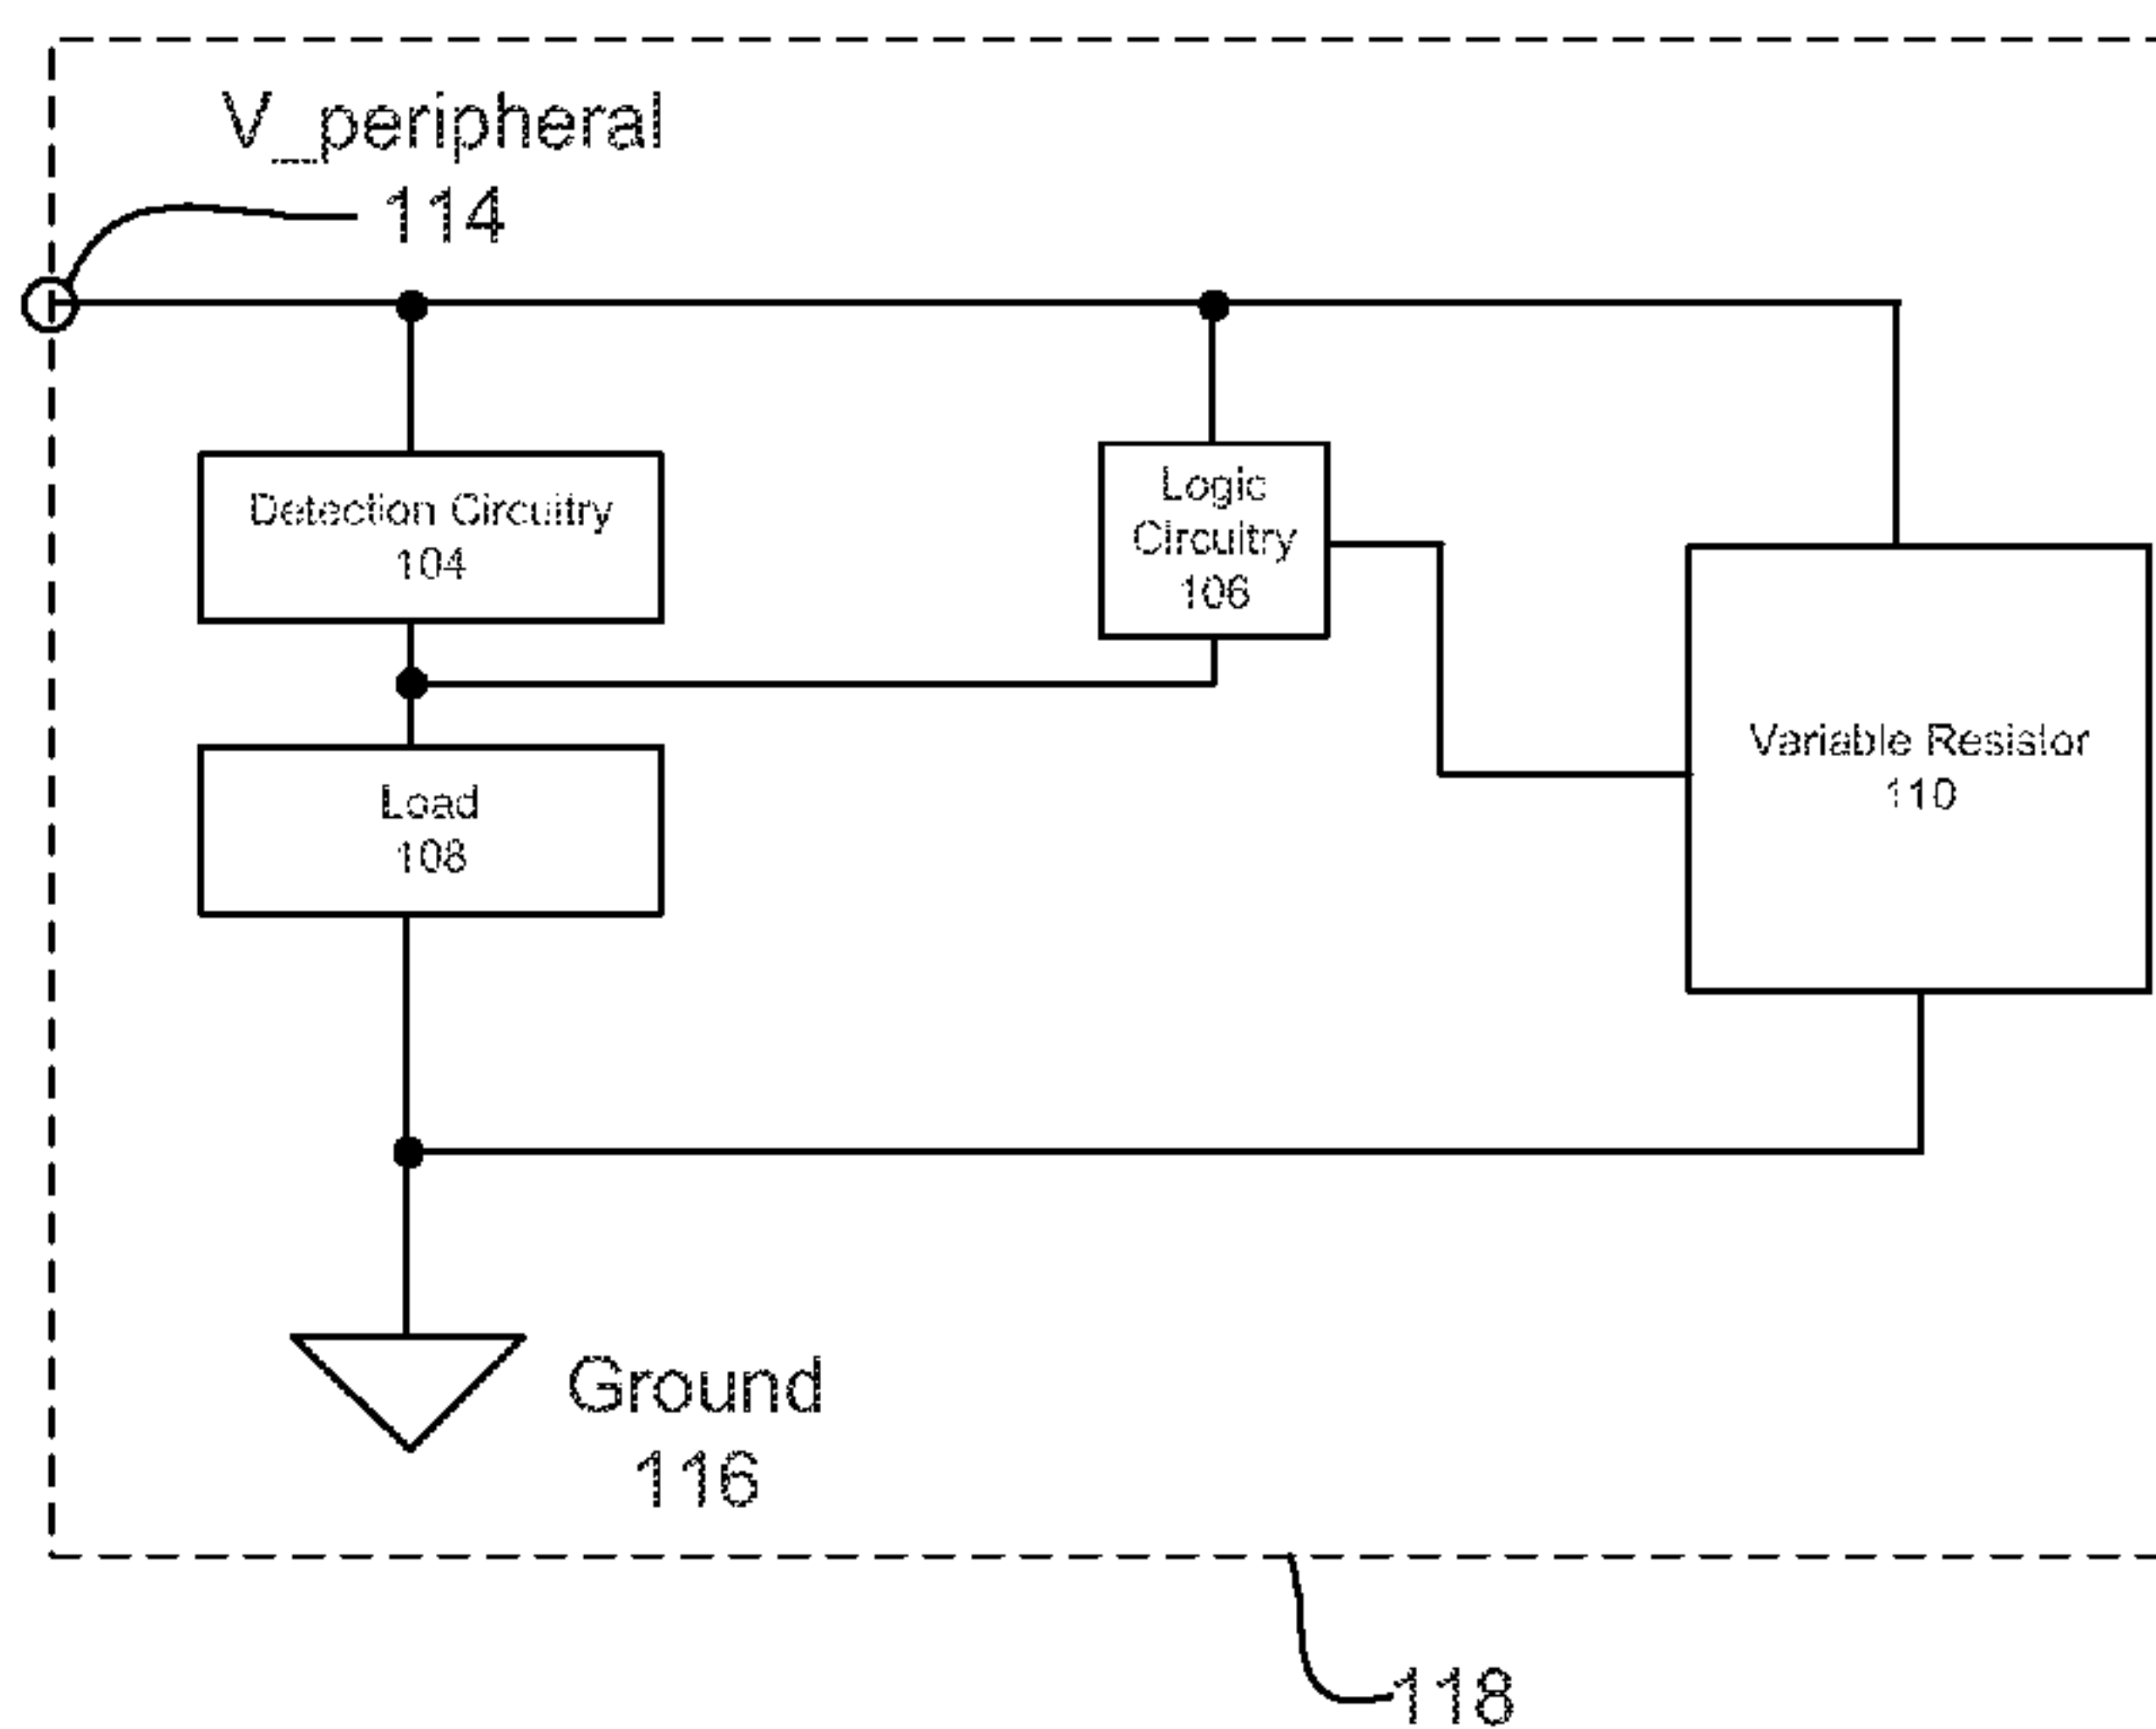 V_peripheral
114
Detection Circuitry
104
Logic
Circuitry
106
Variable Resistor
110
Load
108
Ground
116
118